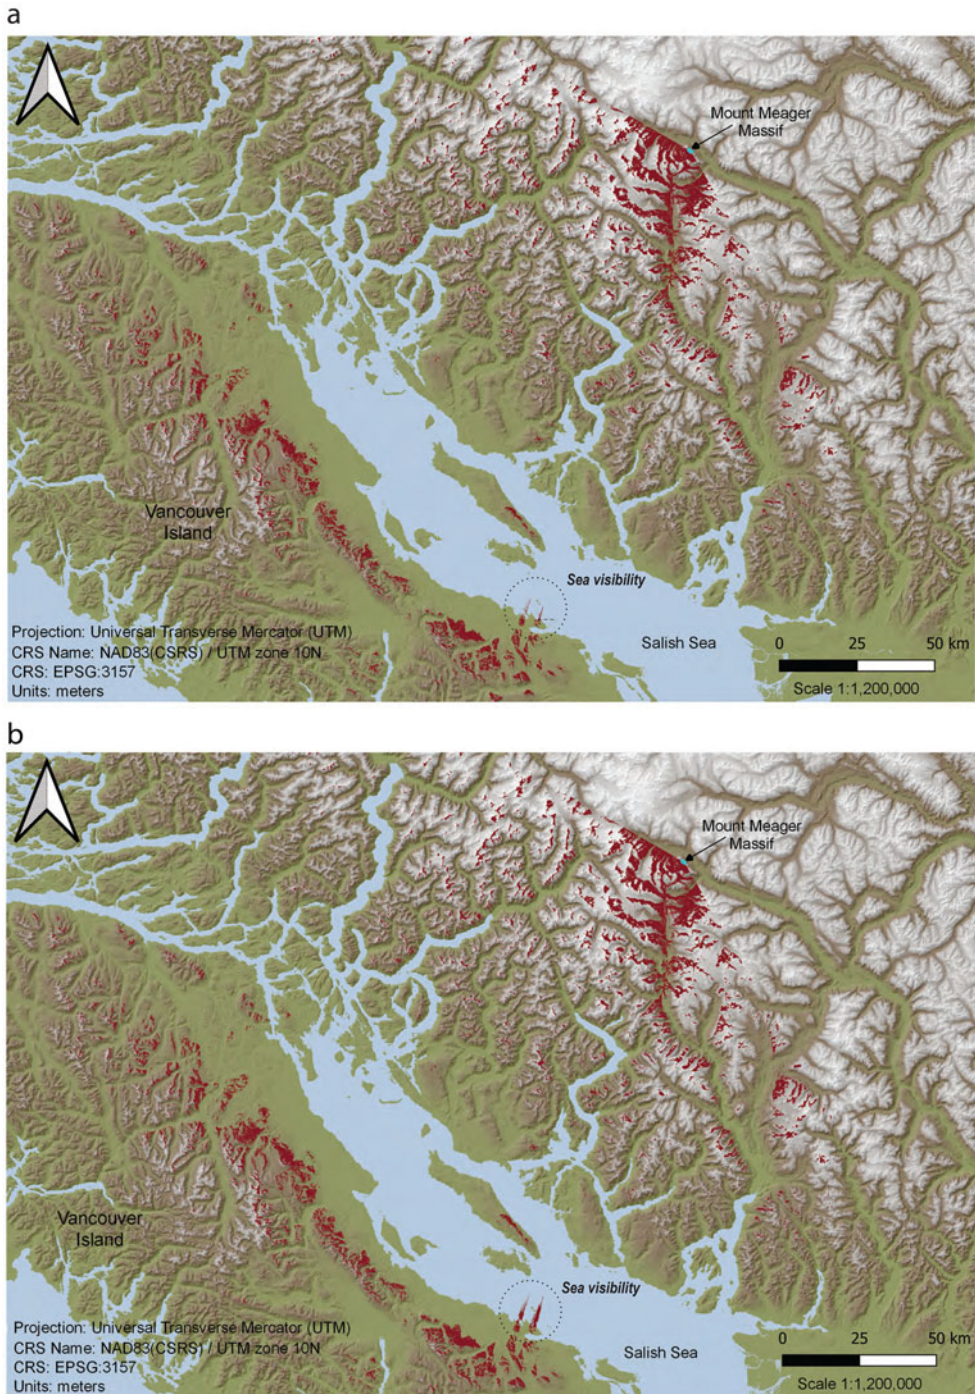 a
Mount Meager
Massif
Vancouver
Island
Sea visibility
Projection: Universal Transverse Mercator (UTM)
CRS Name: NAD83(CSRS) / UTM zone 10N
CRS: EPSG:3157
Units: meters
Salish Sea
0 25 50 km
Scale 1:1,200,000
b
Mount Meager
Massif
Vancouver
Island
Sea visibility
Projection: Universal Transverse Mercator (UTM)
CRS Name: NAD83(CSRS) / UTM zone 10N
CRS: EPSG:3157
Units: meters
Salish Sea
0 25 50 km
Scale 1:1,200,000